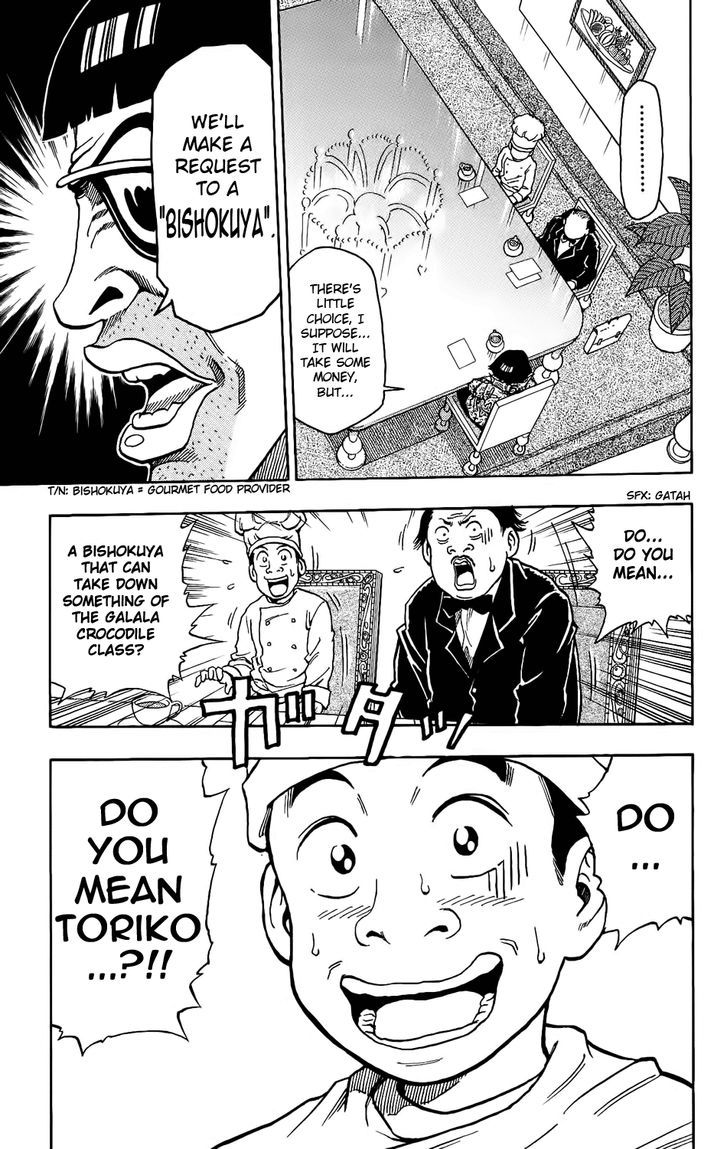 .........
THERE'S
LITTLE
CHOICE, I
SUPPOSE...
IT WILL
TAKE SOME
MONEY,
BUT...
WE'LL
MAKE A
REQUEST
TO A
"BISHOKUYA".
T/N: BISHOKUYA = GOURMET FOOD PROVIDER
SFX: GATAH
DO...
DO YOU
MEAN...
A BISHOKUYA
THAT CAN
TAKE DOWN
SOMETHING OF
THE GALALA
CROCODILE
CLASS?
ガタッ!
DO
...
DO
YOU
MEAN
TORIKO
...?!!